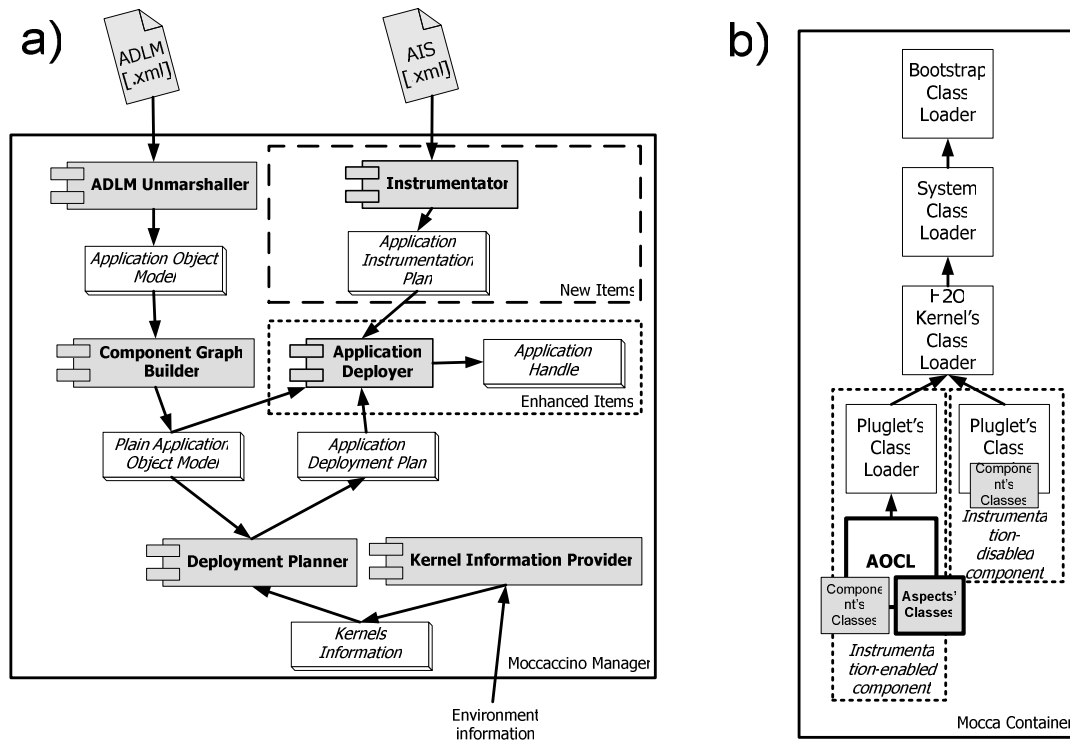 a)
ADLM
[.xml]
AIS
[.xml]
ADLM Unmarshaller
Instrumentator
Application Object
Model
Application
Instrumentation
Plan
New Items
Component Graph
Builder
Application
Deployer
Application
Handle
Enhanced Items
Plain Application
Object Model
Application
Deployment Plan
Deployment Planner
Kernel Information Provider
Kernels
Information
Moccaccino Manager
Environment
information
b)
Bootstrap
Class
Loader
System
Class
Loader
H2O
Kernel's
Class
Loader
Pluglet's
Class
Loader
Pluglet's
Class
Compone
nt's
Classes
Instrumenta
tion-
disabled
component
AOCL
Compone
nt's
Classes
Aspects'
Classes
Instrumenta
tion-enabled
component
Mocca Container